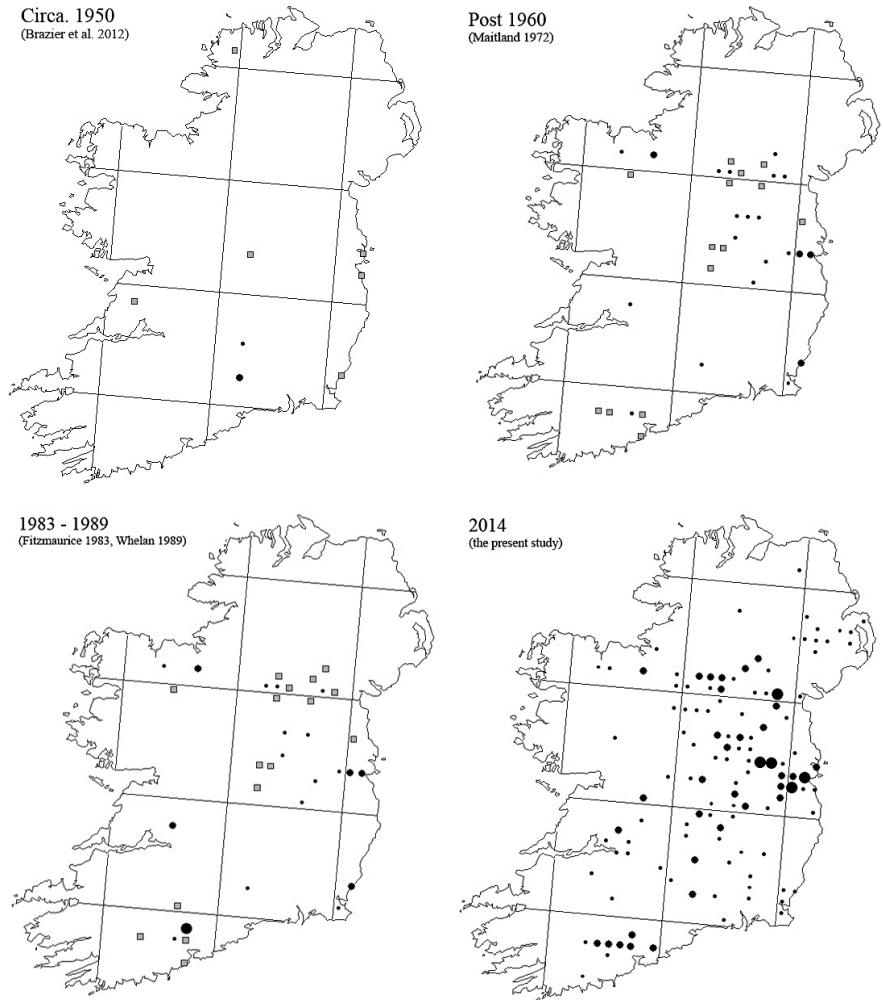 Circa. 1950
(Brazier et al. 2012)
Post 1960
(Maitland 1972)
1983 - 1989
(Fitzmaurice 1983, Whelan 1989)
2014
(the present study)